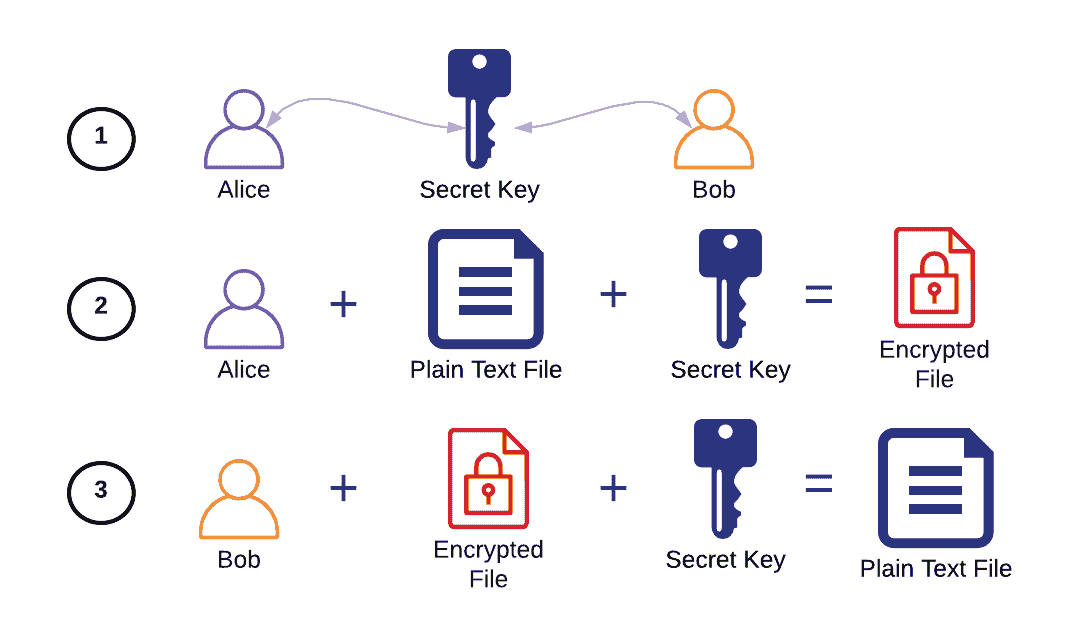 1
Alice
Secret Key
Bob
2
Alice
+
Plain Text File
+
Secret Key
=
Encrypted
File
3
Bob
+
Encrypted
File
+
Secret Key
=
Plain Text File